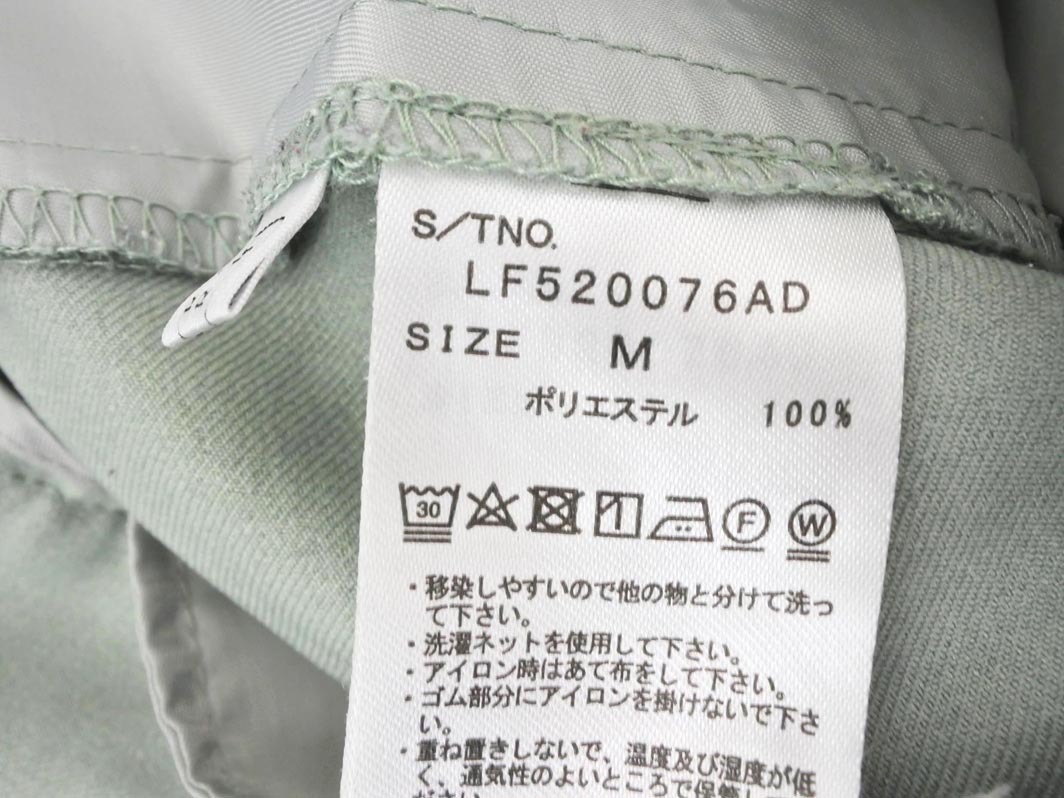 S/TNO.
LF520076AD
SIZE M
ポリエステル 100%
30
F
W
・移染しやすいので他の物と分けて洗っ
て下さい。
・洗濯ネットを使用して下さい。
・アイロン時はあて布をして下さい。
・ゴム部分にアイロンを掛けないで下さ
い。
・重ね置きしないで、温度及び湿度が低
く、通気性のよいところで保管して
ださい